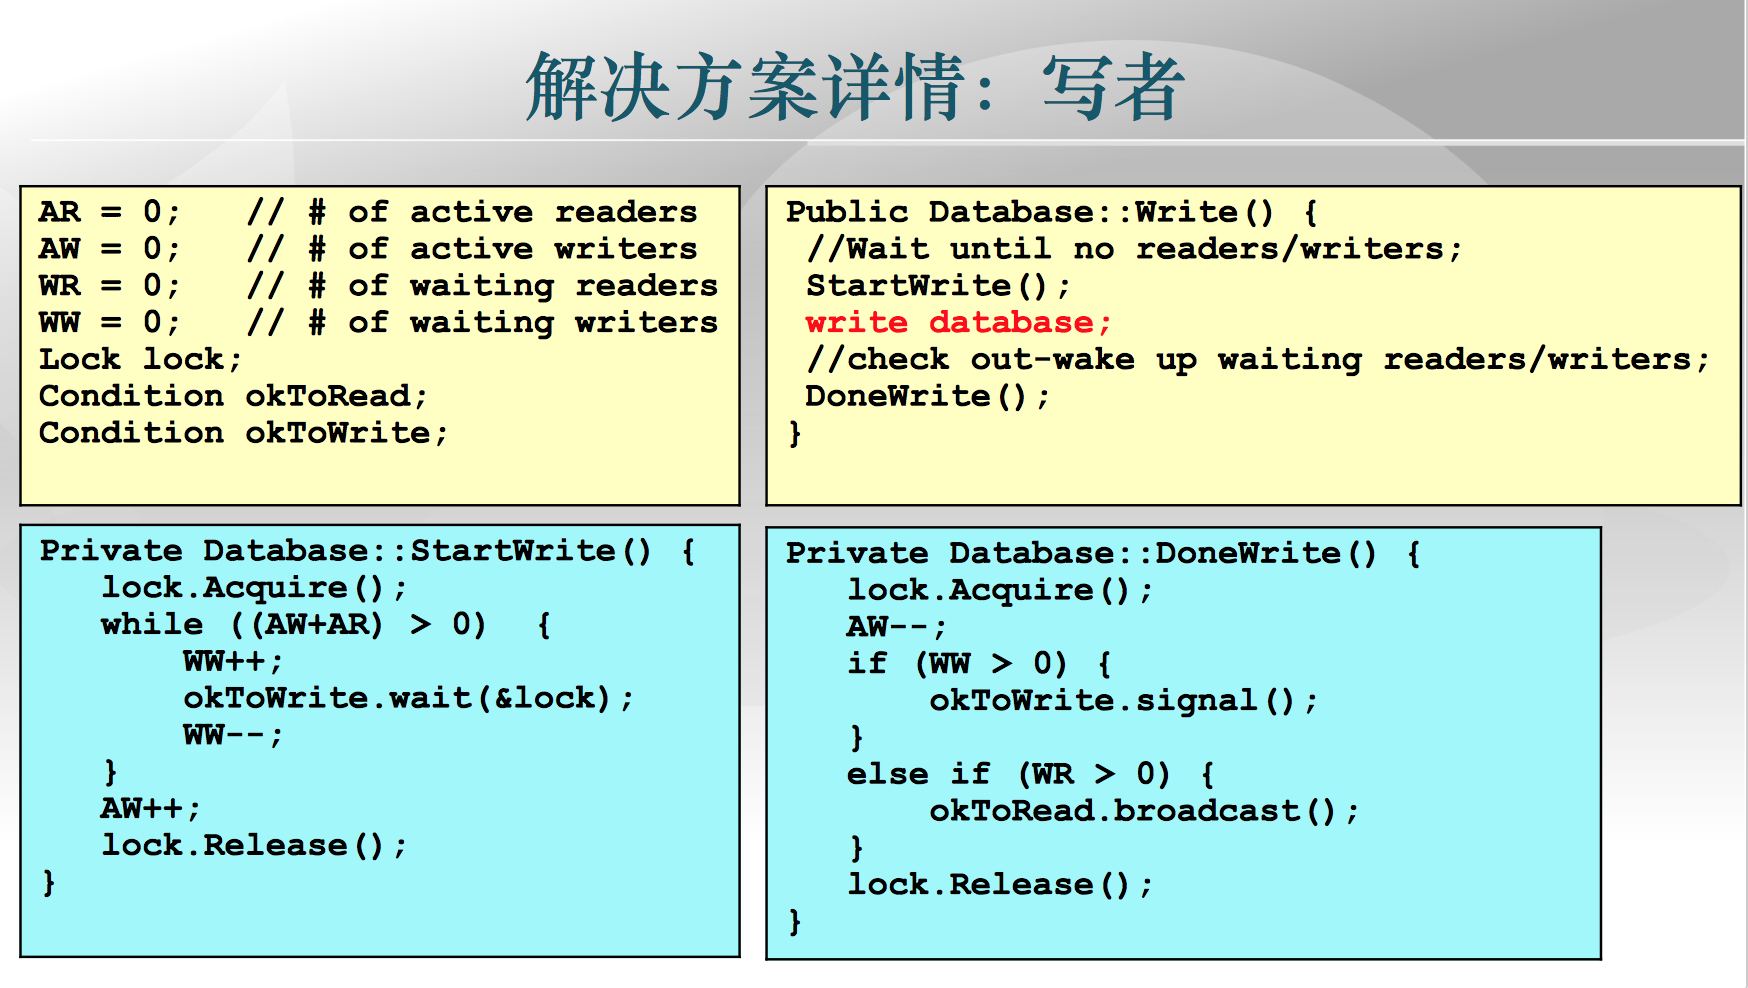 解决方案详情：写者
AR = 0;   // # of active readers
AW = 0;   // # of active writers
WR = 0;   // # of waiting readers
WW = 0;   // # of waiting writers
Lock lock;
Condition okToRead;
Condition okToWrite;
Public Database::Write() {
 //Wait until no readers/writers;
 StartWrite();
 write database;
 //check out-wake up waiting readers/writers;
 DoneWrite();
}
Private Database::StartWrite() {
   lock.Acquire();
   while ((AW+AR) > 0)  {
       WW++;
       okToWrite.wait(&lock);
       WW--;
   }
   AW++;
   lock.Release();
}
Private Database::DoneWrite() {
   lock.Acquire();
   AW--;
   if (WW > 0) {
       okToWrite.signal();
   }
   else if (WR > 0) {
       okToRead.broadcast();
   }
   lock.Release();
}